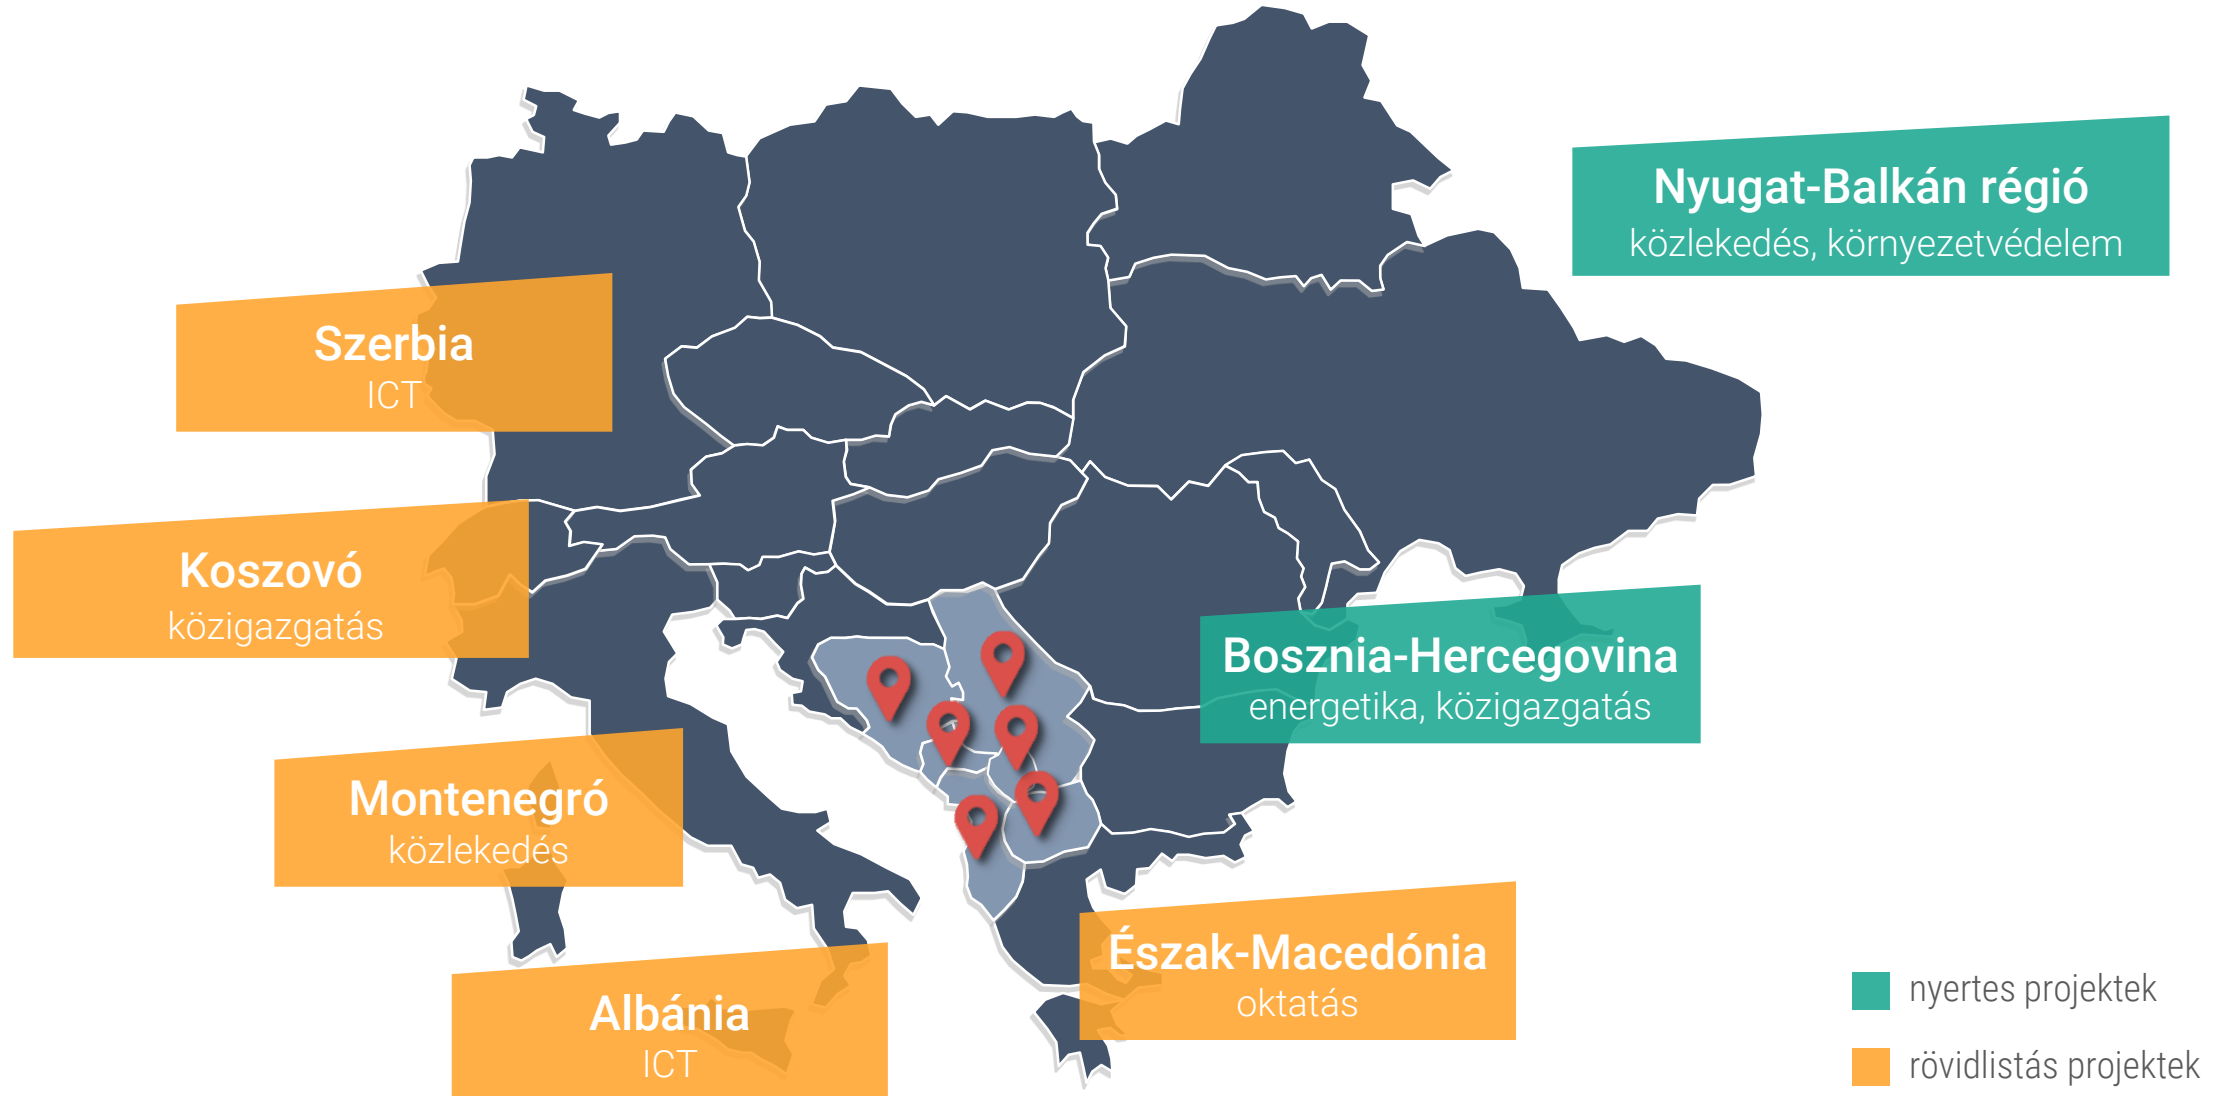 Nyugat-Balkán régió
közlekedés, környezetvédelem
Szerbia
ICT
Koszovó
közigazgatás
Bosznia-Hercegovina
energetika, közigazgatás
Montenegró
közlekedés
Észak-Macedónia
oktatás
Albánia
ICT
nyertes projektek
rövidlistás projektek